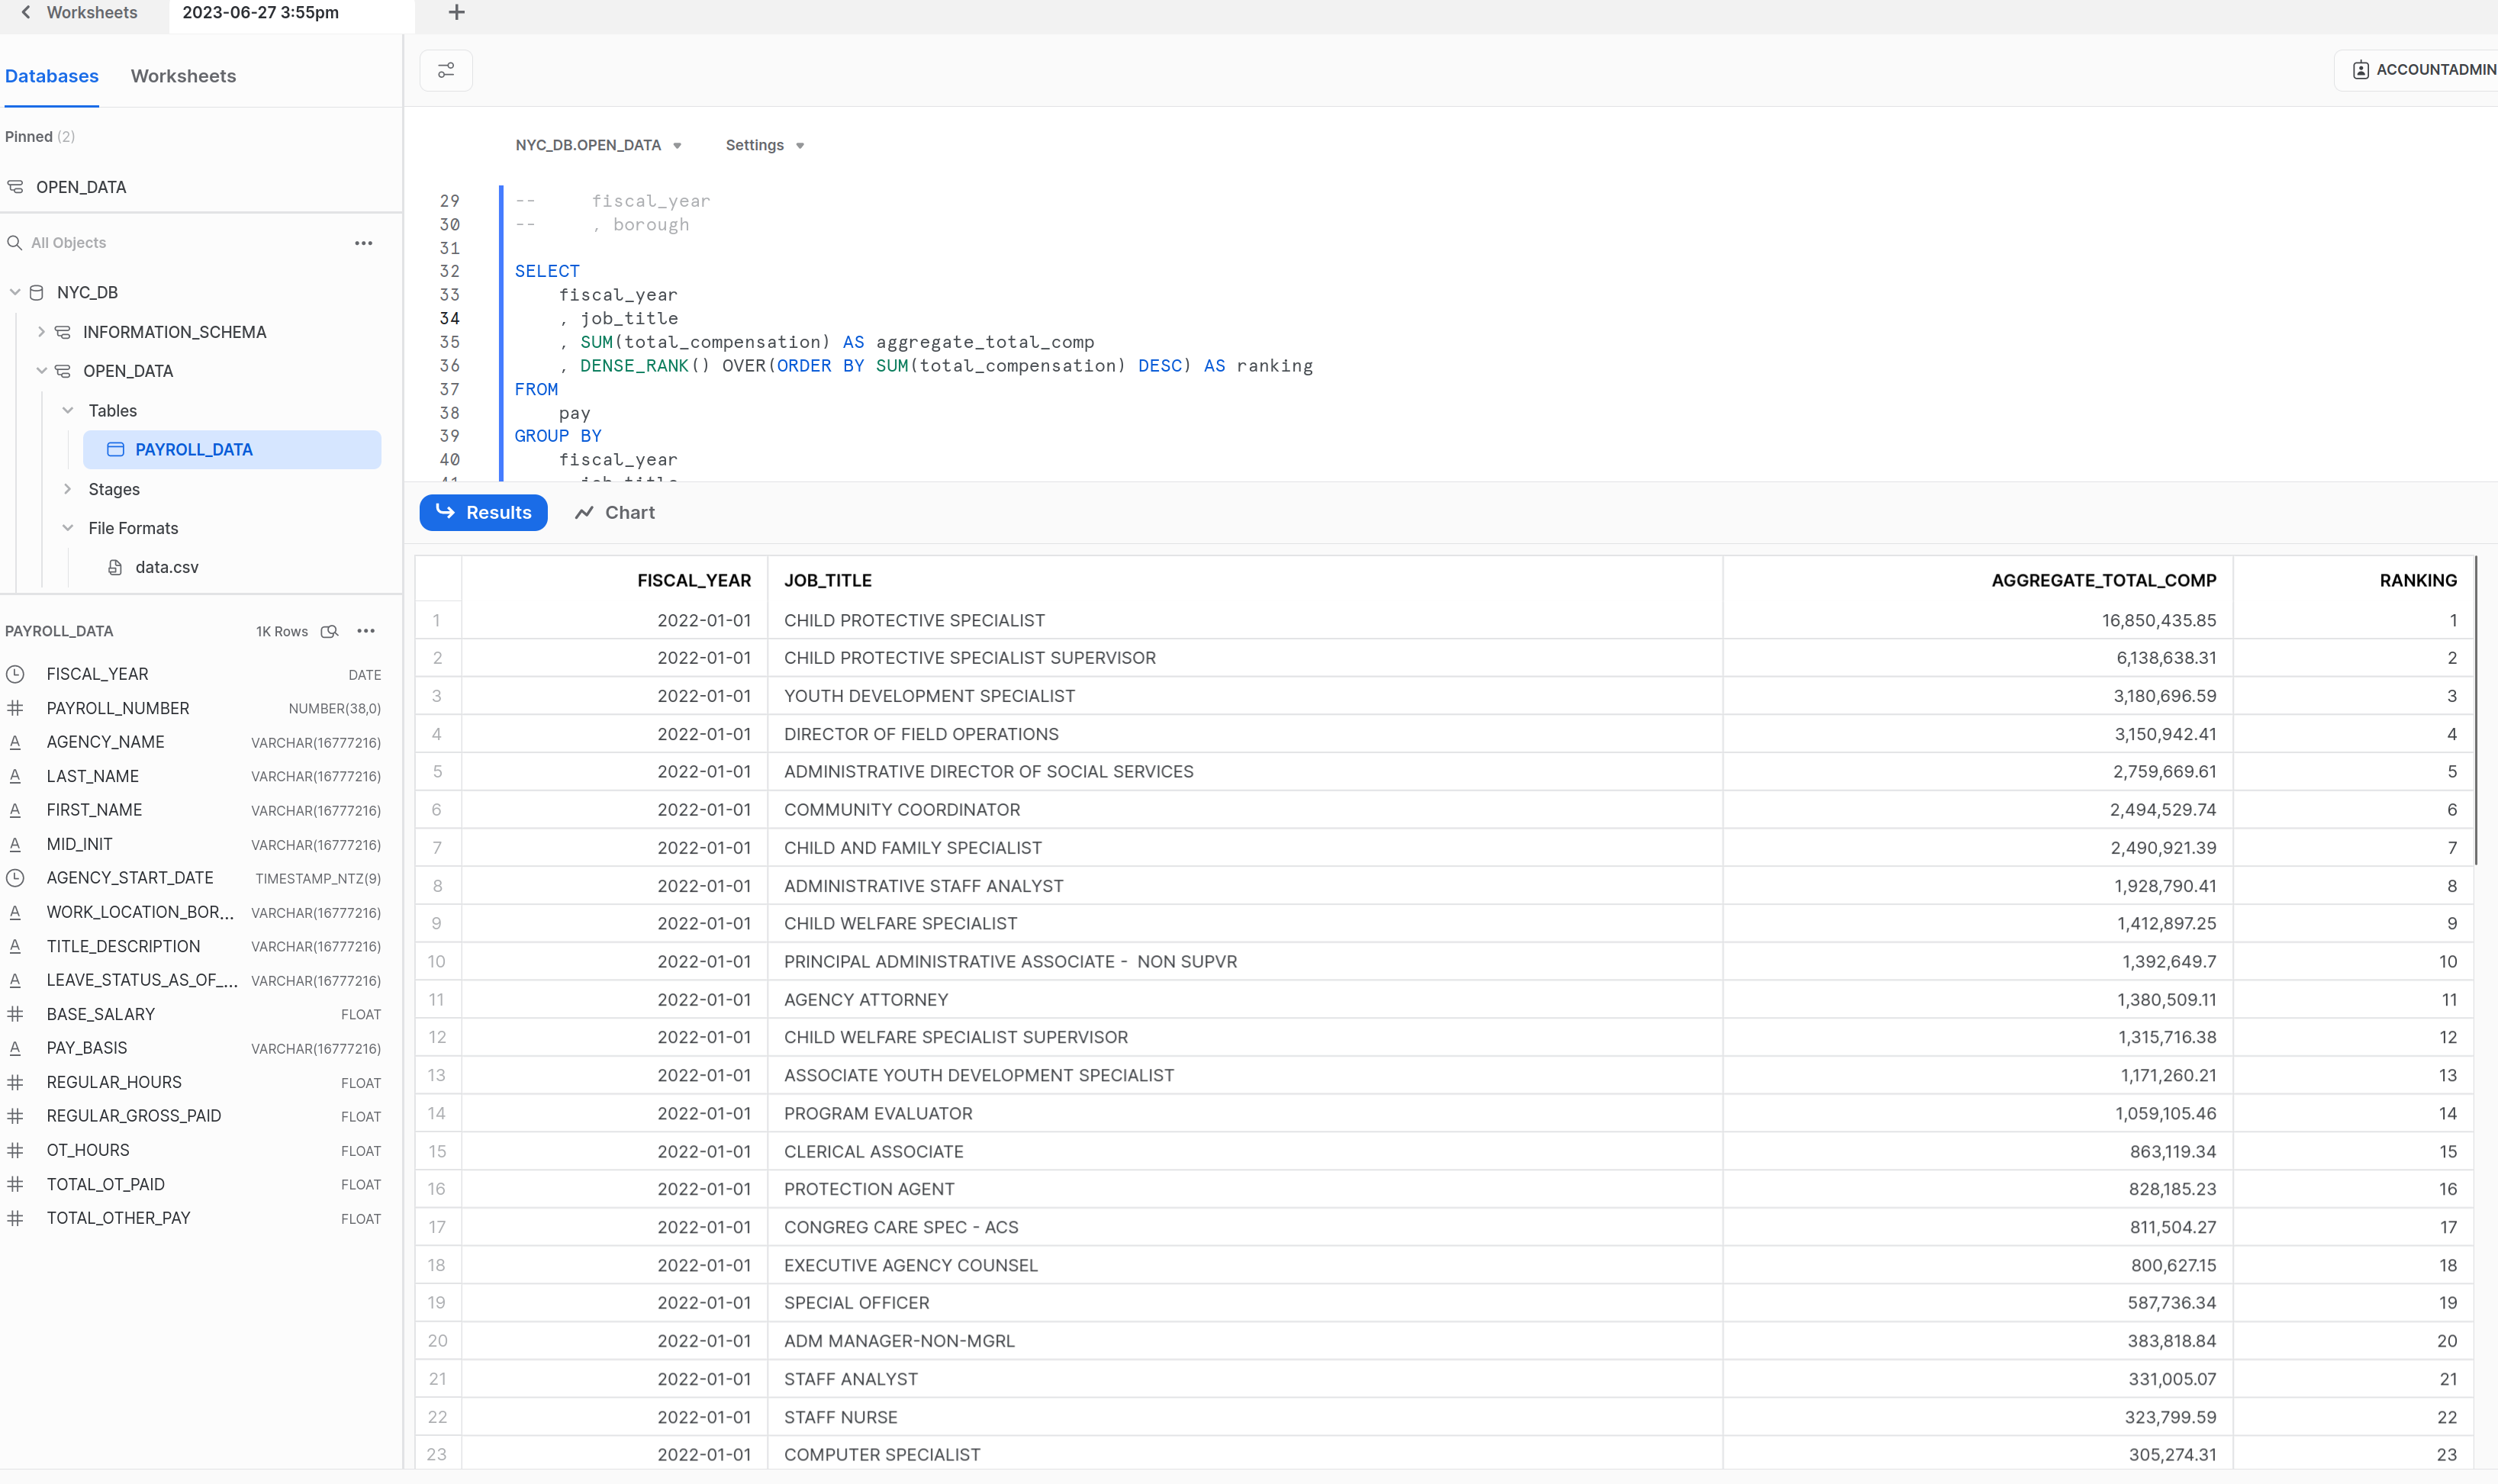 Worksheets 2023-06-27 3:55pm +
Databases Worksheets
ACCOUNTADMIN
Pinned (2)
OPEN_DATA
All Objects
NYC_DB
INFORMATION_SCHEMA
OPEN_DATA
Tables
PAYROLL_DATA
Stages
File Formats
data.csv
PAYROLL_DATA 1K Rows
FISCAL_YEAR DATE
PAYROLL_NUMBER NUMBER(38,0)
AGENCY_NAME VARCHAR(16777216)
LAST_NAME VARCHAR(16777216)
FIRST_NAME VARCHAR(16777216)
MID_INIT VARCHAR(16777216)
AGENCY_START_DATE TIMESTAMP_NTZ(9)
WORK_LOCATION_BOR... VARCHAR(16777216)
TITLE_DESCRIPTION VARCHAR(16777216)
LEAVE_STATUS_AS_OF_... VARCHAR(16777216)
BASE_SALARY FLOAT
PAY_BASIS VARCHAR(16777216)
REGULAR_HOURS FLOAT
REGULAR_GROSS_PAID FLOAT
OT_HOURS FLOAT
TOTAL_OT_PAID FLOAT
TOTAL_OTHER_PAY FLOAT
NYC_DB.OPEN_DATA Settings
29 -- fiscal_year
30 -- , borough
31
32 SELECT
33 fiscal_year
34 , job_title
35 , SUM(total_compensation) AS aggregate_total_comp
36 , DENSE_RANK() OVER(ORDER BY SUM(total_compensation) DESC) AS ranking
37 FROM
38 pay
39 GROUP BY
40 fiscal_year
41 job_title
Results Chart
FISCAL_YEAR JOB_TITLE AGGREGATE_TOTAL_COMP RANKING
1 2022-01-01 CHILD PROTECTIVE SPECIALIST 16,850,435.85 1
2 2022-01-01 CHILD PROTECTIVE SPECIALIST SUPERVISOR 6,138,638.31 2
3 2022-01-01 YOUTH DEVELOPMENT SPECIALIST 3,180,696.59 3
4 2022-01-01 DIRECTOR OF FIELD OPERATIONS 3,150,942.41 4
5 2022-01-01 ADMINISTRATIVE DIRECTOR OF SOCIAL SERVICES 2,759,669.61 5
6 2022-01-01 COMMUNITY COORDINATOR 2,494,529.74 6
7 2022-01-01 CHILD AND FAMILY SPECIALIST 2,490,921.39 7
8 2022-01-01 ADMINISTRATIVE STAFF ANALYST 1,928,790.41 8
9 2022-01-01 CHILD WELFARE SPECIALIST 1,412,897.25 9
10 2022-01-01 PRINCIPAL ADMINISTRATIVE ASSOCIATE -  NON SUPVR 1,392,649.7 10
11 2022-01-01 AGENCY ATTORNEY 1,380,509.11 11
12 2022-01-01 CHILD WELFARE SPECIALIST SUPERVISOR 1,315,716.38 12
13 2022-01-01 ASSOCIATE YOUTH DEVELOPMENT SPECIALIST 1,171,260.21 13
14 2022-01-01 PROGRAM EVALUATOR 1,059,105.46 14
15 2022-01-01 CLERICAL ASSOCIATE 863,119.34 15
16 2022-01-01 PROTECTION AGENT 828,185.23 16
17 2022-01-01 CONGREG CARE SPEC - ACS 811,504.27 17
18 2022-01-01 EXECUTIVE AGENCY COUNSEL 800,627.15 18
19 2022-01-01 SPECIAL OFFICER 587,736.34 19
20 2022-01-01 ADM MANAGER-NON-MGRL 383,818.84 20
21 2022-01-01 STAFF ANALYST 331,005.07 21
22 2022-01-01 STAFF NURSE 323,799.59 22
23 2022-01-01 COMPUTER SPECIALIST 305,274.31 23